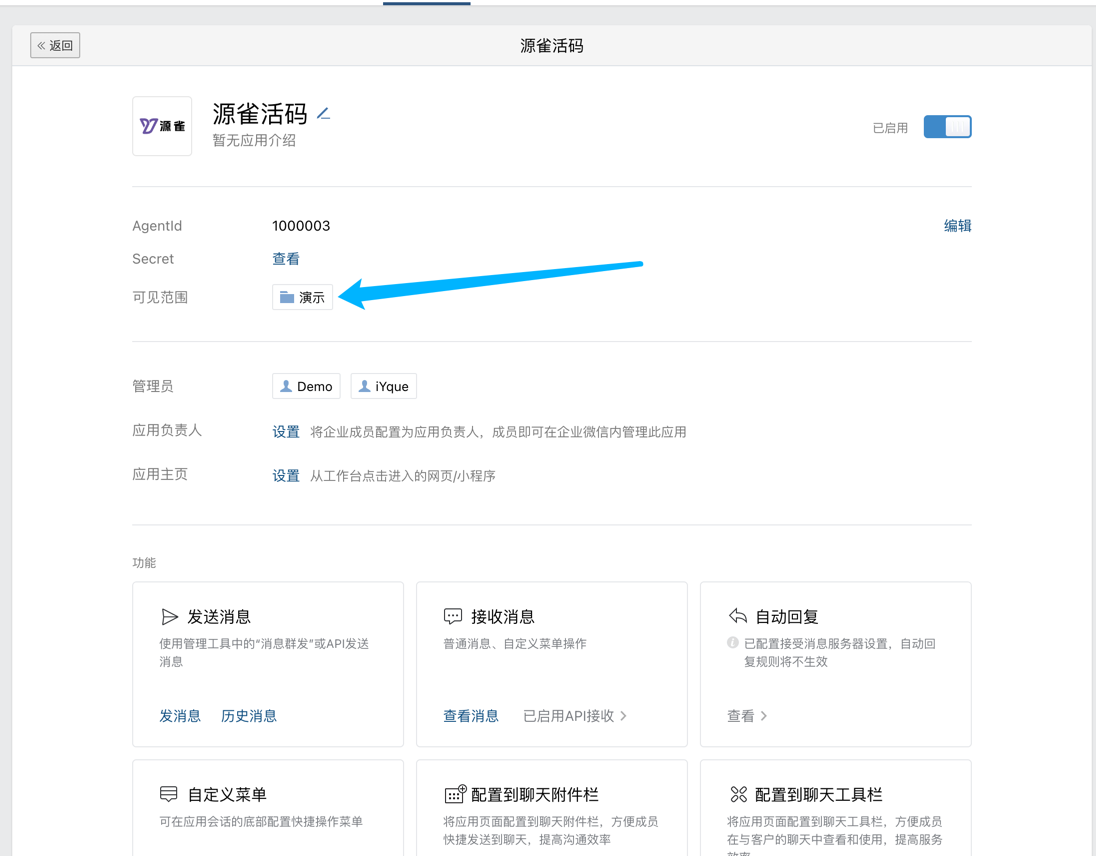 返回
源雀活码
源雀
源雀活码
暂无应用介绍
已启用
AgentId 1000003 编辑
Secret 查看
可见范围 演示
管理员 Demo iYque
应用负责人 设置 将企业成员配置为应用负责人，成员即可在企业微信内管理此应用
应用主页 设置 从工作台点击进入的网页/小程序
功能
发送消息
使用管理工具中的“消息群发”或API发送
消息
发消息 历史消息
接收消息
普通消息、自定义菜单操作
查看消息 已启用API接收
自动回复
已配置接受消息服务器设置，自动回
复规则将不生效
查看
自定义菜单
可在应用会话的底部配置快捷操作菜单
配置到聊天附件栏
将应用页面配置到聊天附件栏，方便成员
快捷发送到聊天，提高沟通效率
配置到聊天工具栏
将应用页面配置到聊天工具栏，方便成员
在与客户的聊天中查看和使用，提高服务